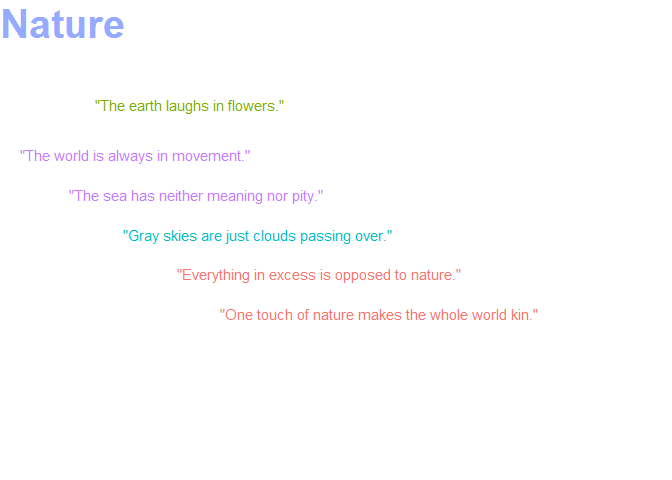 Nature
"The earth laughs in flowers."
"The world is always in movement."
"The sea has neither meaning nor pity."
"Gray skies are just clouds passing over."
"Everything in excess is opposed to nature."
"One touch of nature makes the whole world kin."